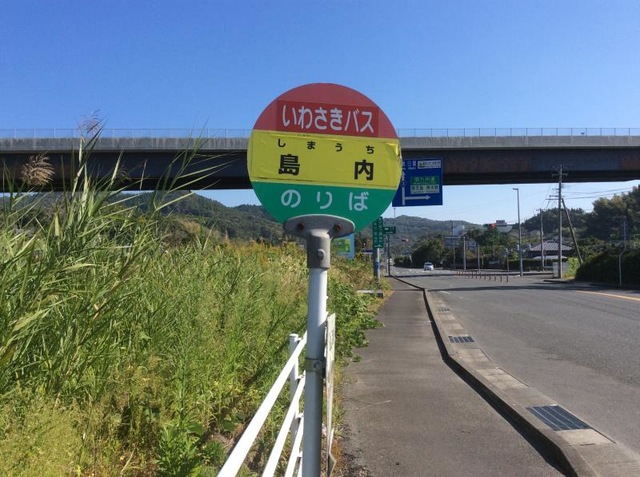 いわさきバス
しまうち
島内
のりば